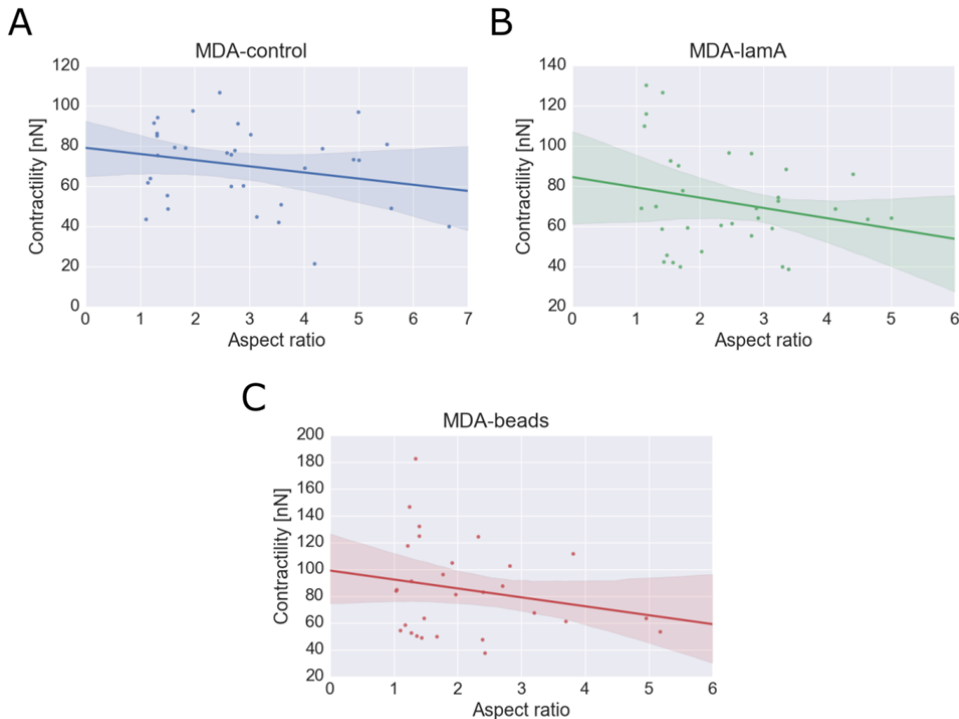 A
MDA-control
120
100
80
60
40
20
0
Contractility [nN]
0 1 2 3 4 5 6 7
Aspect ratio
B
MDA-lamA
140
120
100
80
60
40
20
Contractility [nN]
0 1 2 3 4 5 6
Aspect ratio
C
MDA-beads
200
180
160
140
120
100
80
60
40
20
Contractility [nN]
0 1 2 3 4 5 6
Aspect ratio